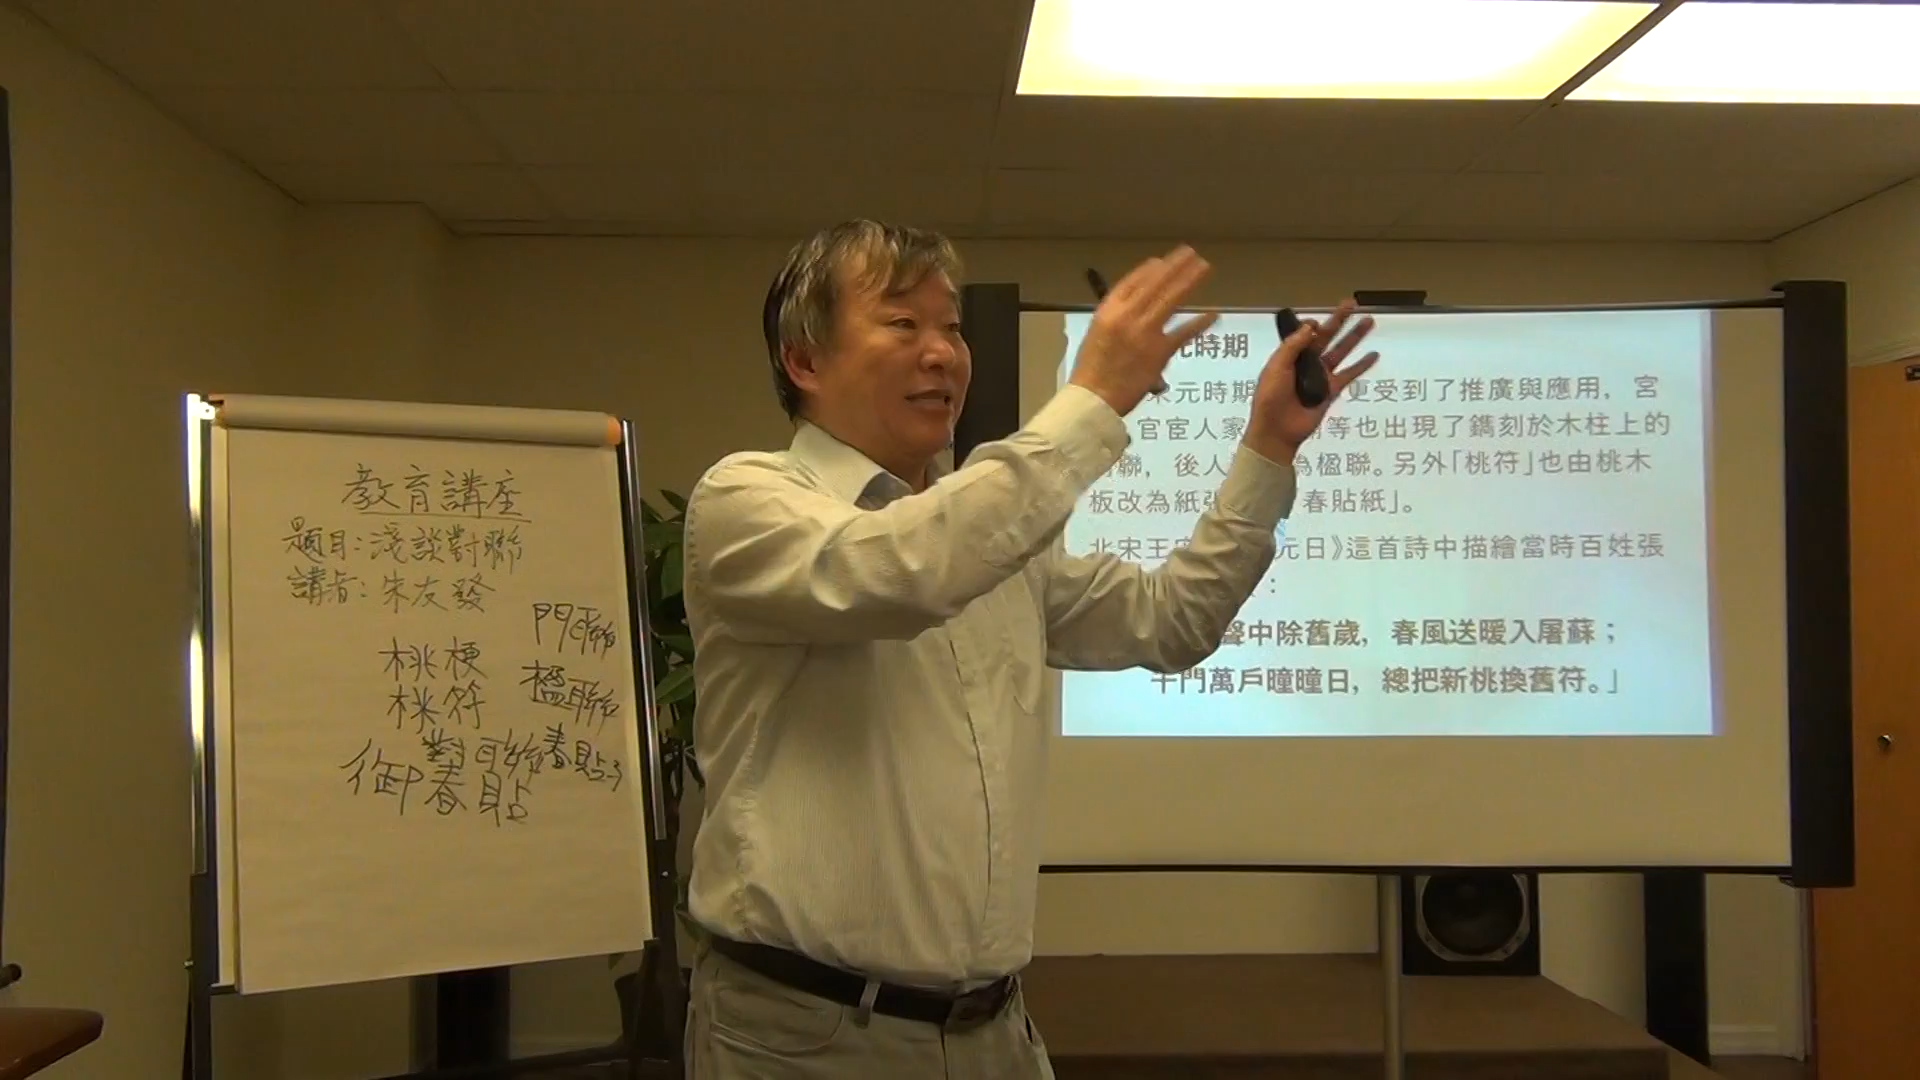 教育講座
題目:淺談對聯
講者:朱友發
桃梗
桃符
門聯
楹聯
對聯
春貼子
御春貼
元時期
宋元時期 更受到了推廣與應用，宮
官宦人家 等也出現了鐫刻於木柱上的
聯，後人 為楹聯。另外「桃符」也由桃木
板改為紙張 春貼紙」。
北宋王安 元日》這首詩中描繪當時百姓張
：
聲中除舊歲，春風送暖入屠蘇；
千門萬戶曈曈日，總把新桃換舊符。」